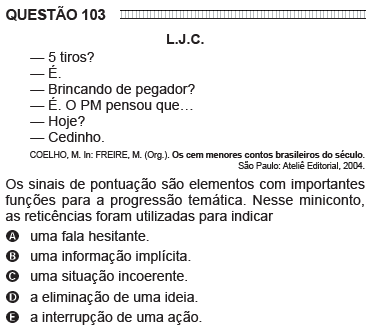 QUESTÃO 103
L.J.C.
— 5 tiros?
— É.
— Brincando de pegador?
— É. O PM pensou que…
— Hoje?
— Cedinho.
COELHO, M. In: FREIRE, M. (Org.). Os cem menores contos brasileiros do século.
São Paulo: Ateliê Editorial, 2004.
Os sinais de pontuação são elementos com importantes
funções para a progressão temática. Nesse miniconto,
as reticências foram utilizadas para indicar
A uma fala hesitante.
B uma informação implícita.
C uma situação incoerente.
D a eliminação de uma ideia.
E a interrupção de uma ação.